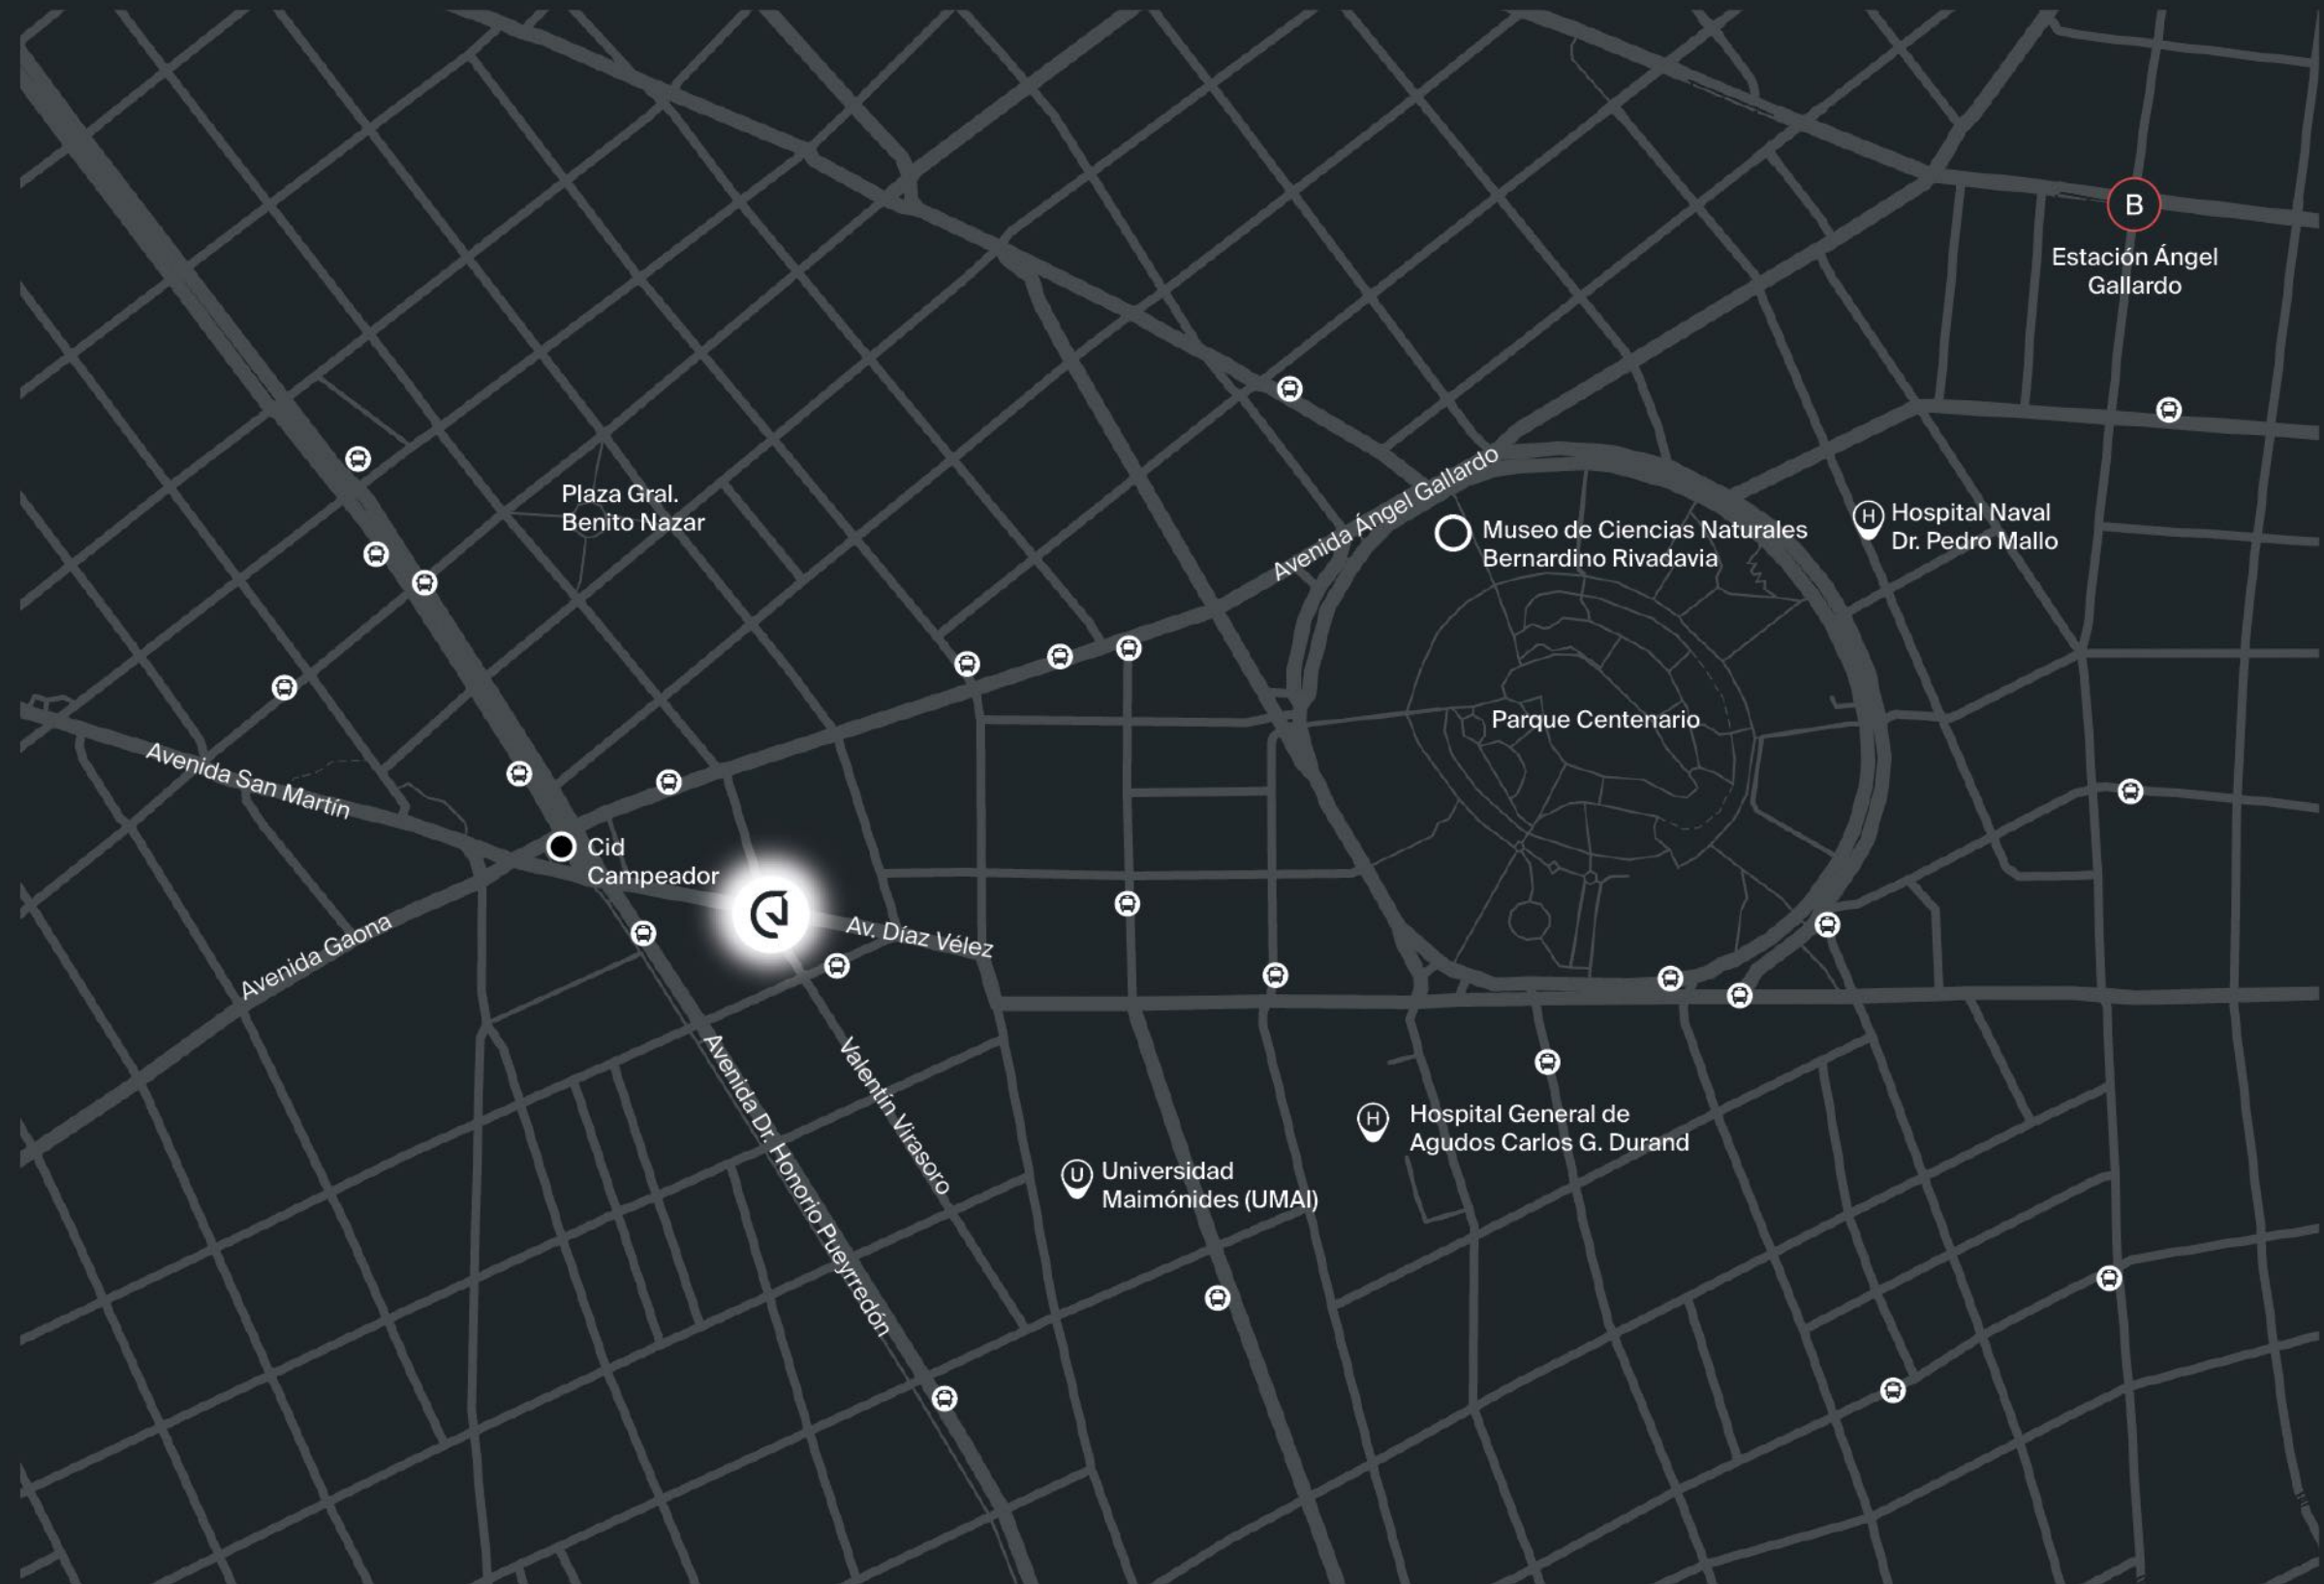 B
Estación Ángel
Gallardo
Plaza Gral.
Benito Nazar
Avenida Ángel Gallardo
Museo de Ciencias Naturales
Bernardino Rivadavia
H
Hospital Naval
Dr. Pedro Mallo
Parque Centenario
Avenida San Martín
Cid
Campeador
Av. Díaz Vélez
Avenida Gaona
Avenida Dr. Honorio Pueyrredón
Valentín Virasoro
H
Hospital General de
Agudos Carlos G. Durand
U
Universidad
Maimónides (UMAI)